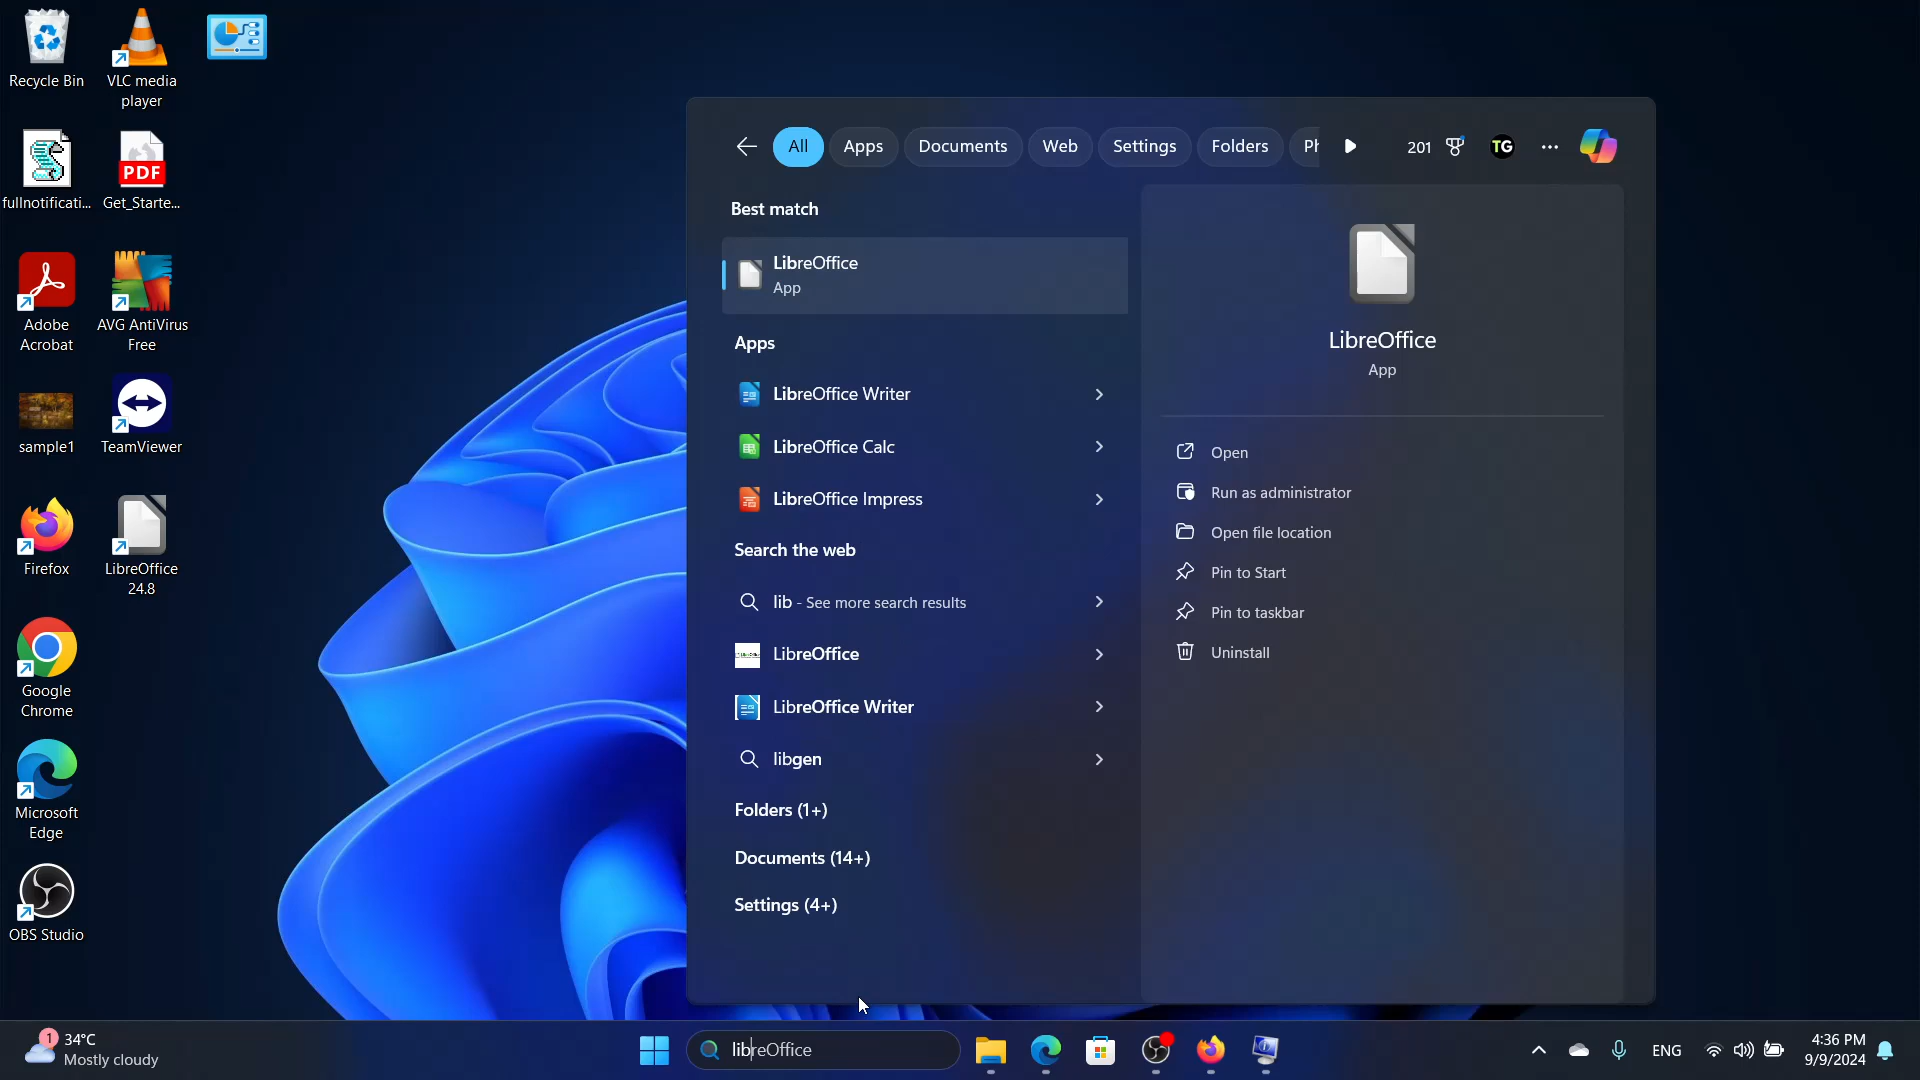 Recycle Bin
VLC media
player
fullnotificati...
PDF
Get_Starte...
Adobe
Acrobat
AVG AntiVirus
Free
sample1
TeamViewer
Firefox
LibreOffice
24.8
Google
Chrome
Microsoft
Edge
OBS Studio
All
Apps
Documents
Web
Settings
Folders
Ph
201
TG
Best match
LibreOffice
App
Apps
LibreOffice Writer
LibreOffice Calc
LibreOffice Impress
Search the web
lib - See more search results
LibreOffice
LibreOffice Writer
libgen
Folders (1+)
Documents (14+)
Settings (4+)
LibreOffice
App
Open
Run as administrator
Open file location
Pin to Start
Pin to taskbar
Uninstall
1
34°C
Mostly cloudy
libreOffice
ENG
4:36 PM
9/9/2024